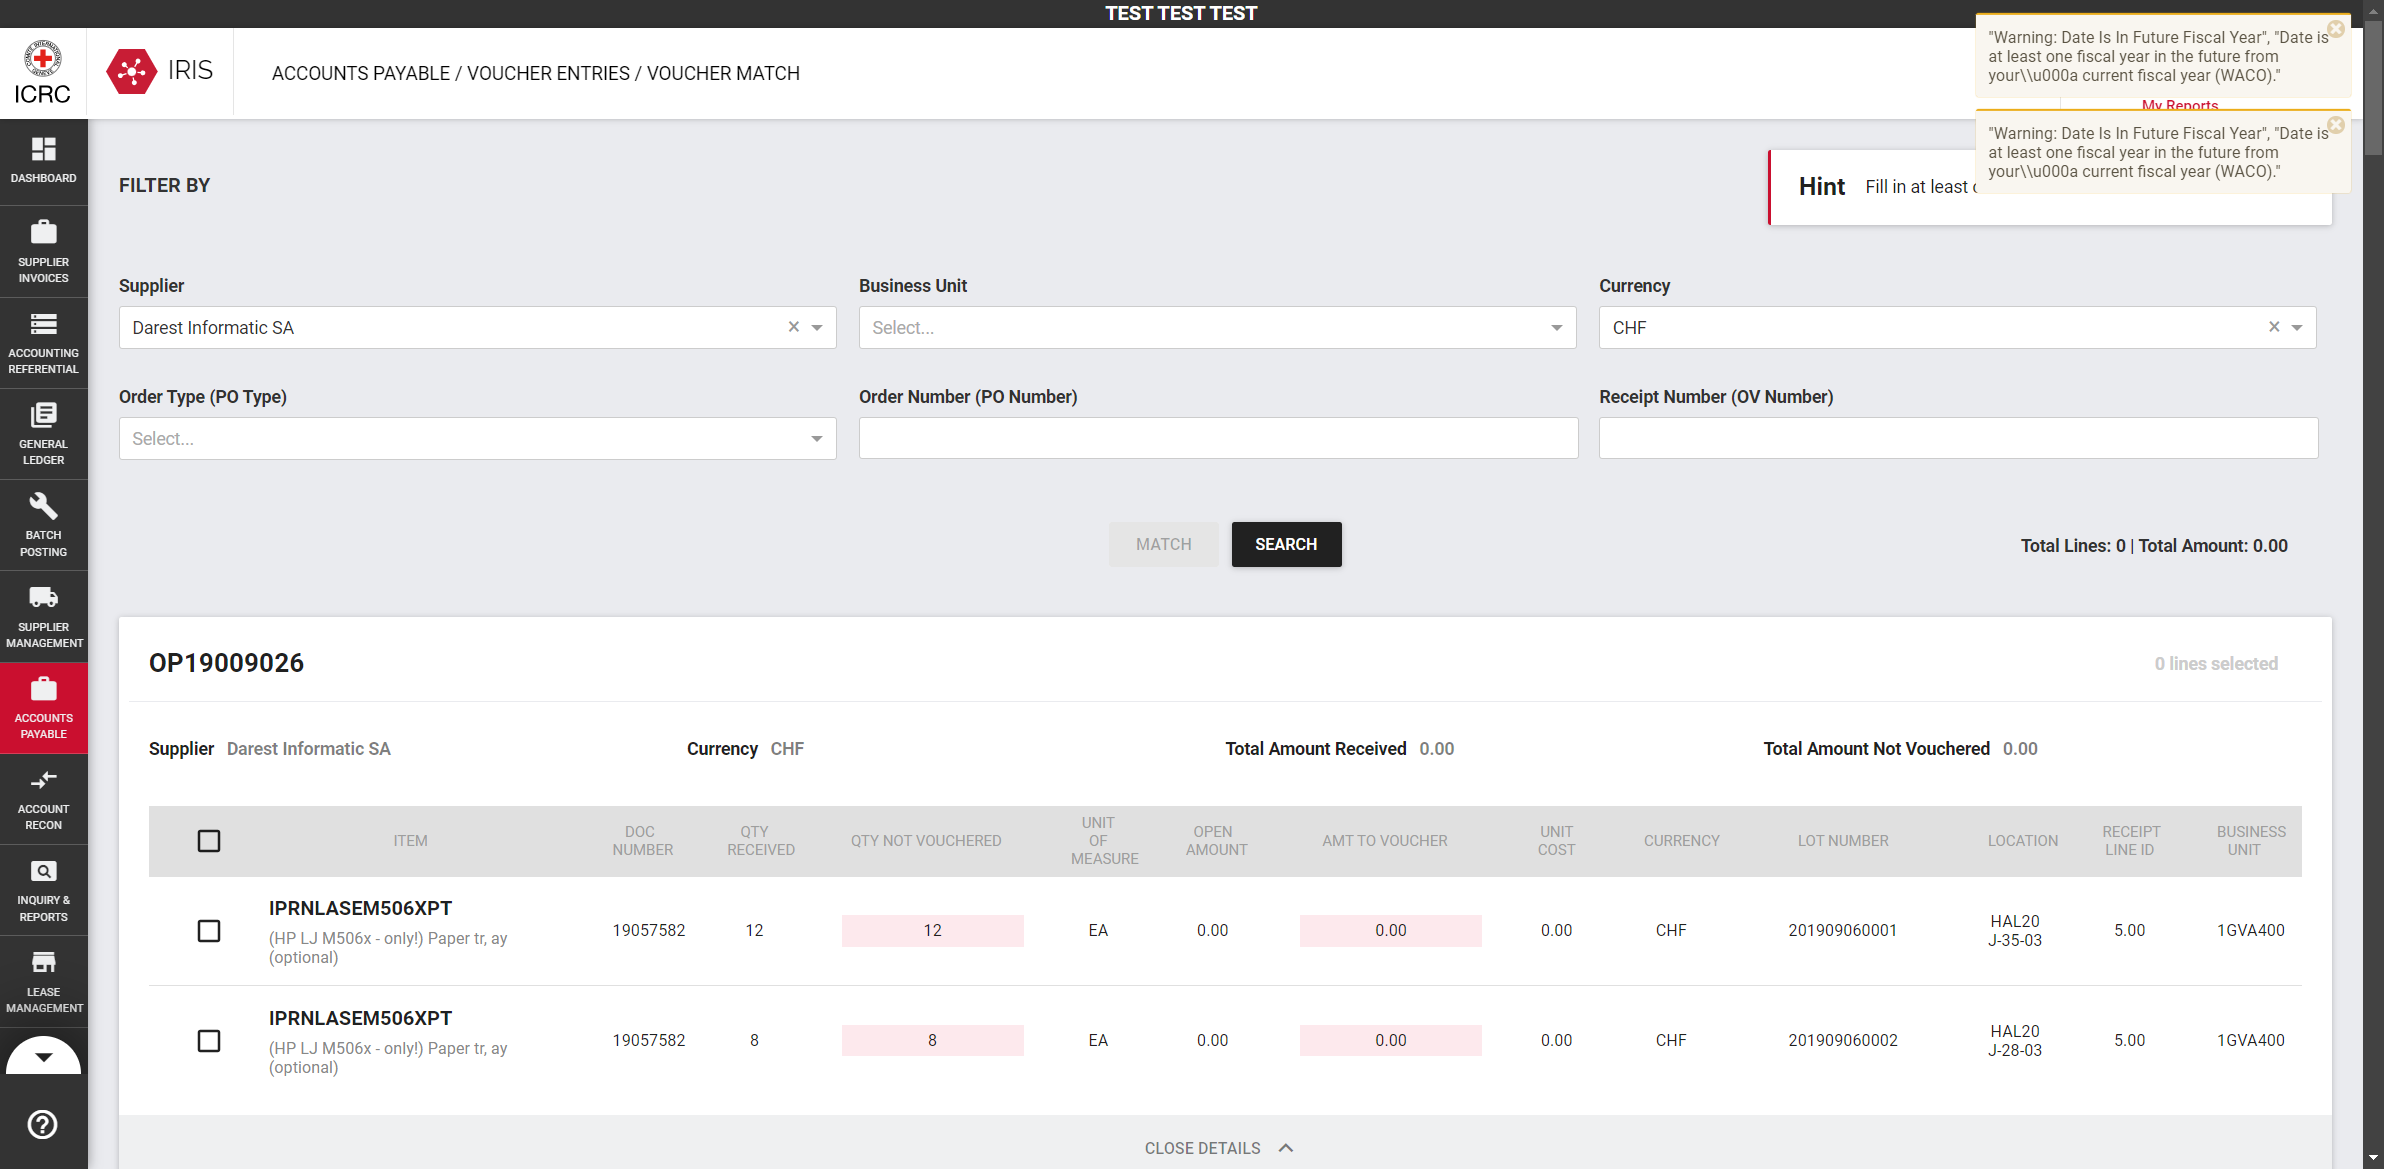 TEST TEST TEST
ICRC
IRIS
ACCOUNTS PAYABLE / VOUCHER ENTRIES / VOUCHER MATCH
"Warning: Date Is In Future Fiscal Year", "Date is
at least one fiscal year in the future from
your\\u000a current fiscal year (WACO)."
My Reports
"Warning: Date Is In Future Fiscal Year", "Date is
at least one fiscal year in the future from
your\\u000a current fiscal year (WACO)."
DASHBOARD
SUPPLIER
INVOICES
ACCOUNTING
REFERENTIAL
GENERAL
LEDGER
BATCH
POSTING
SUPPLIER
MANAGEMENT
ACCOUNTS
PAYABLE
ACCOUNT
RECON
INQUIRY &
REPORTS
LEASE
MANAGEMENT
FILTER BY
Hint Fill in at least
Supplier
Business Unit
Currency
Darest Informatic SA
Select...
CHF
Order Type (PO Type)
Order Number (PO Number)
Receipt Number (OV Number)
Select...
MATCH
SEARCH
Total Lines: 0 | Total Amount: 0.00
OP19009026
0 lines selected
Supplier Darest Informatic SA
Currency CHF
Total Amount Received 0.00
Total Amount Not Vouchered 0.00
ITEM
DOC
NUMBER
QTY
RECEIVED
QTY NOT VOUCHERED
UNIT
OF
MEASURE
OPEN
AMOUNT
AMT TO VOUCHER
UNIT
COST
CURRENCY
LOT NUMBER
LOCATION
RECEIPT
LINE ID
BUSINESS
UNIT
IPRNLASEM506XPT
(HP LJ M506x - only!) Paper tr, ay
(optional)
19057582
12
12
EA
0.00
0.00
0.00
CHF
201909060001
HAL20
J-35-03
5.00
1GVA400
IPRNLASEM506XPT
(HP LJ M506x - only!) Paper tr, ay
(optional)
19057582
8
8
EA
0.00
0.00
0.00
CHF
201909060002
HAL20
J-28-03
5.00
1GVA400
CLOSE DETAILS